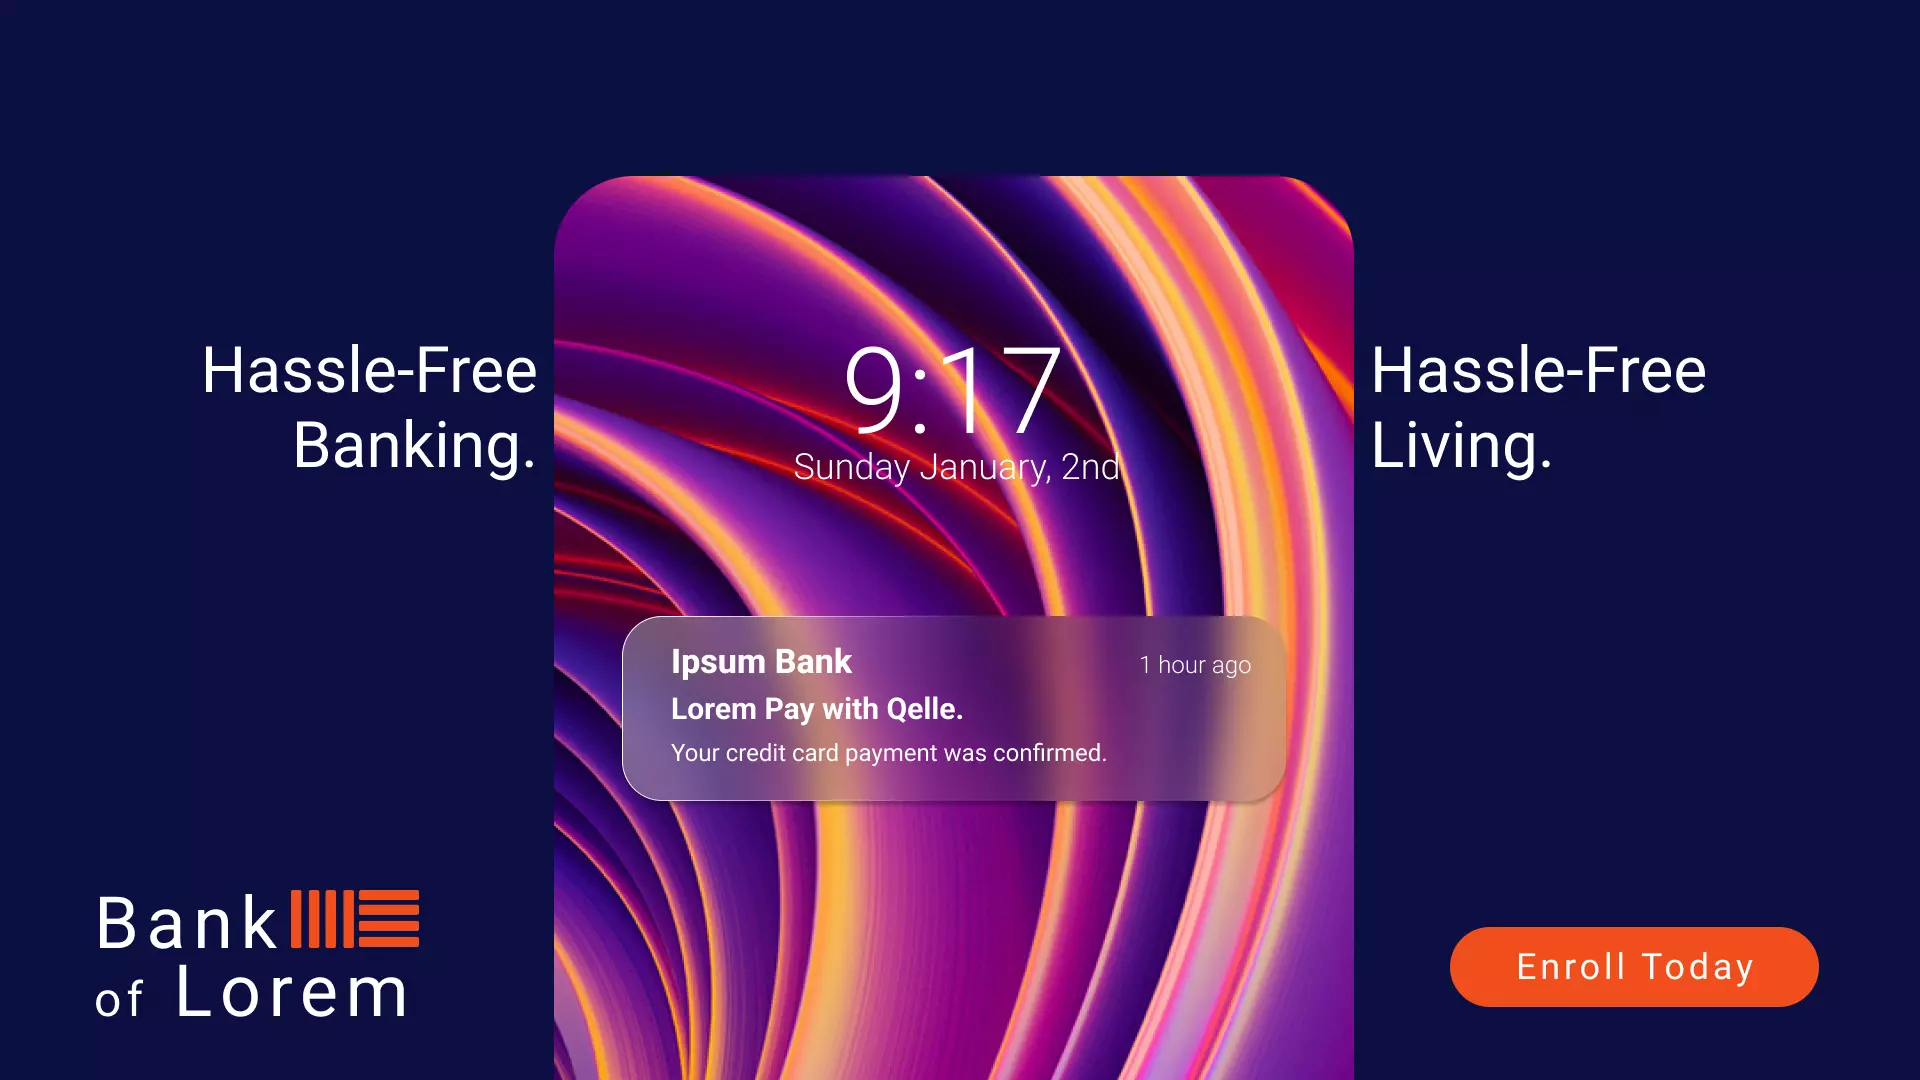 Hassle-Free
Banking.
9:17
Sunday January, 2nd
Hassle-Free
Living.
Ipsum Bank
1 hour ago
Lorem Pay with Qelle.
Your credit card payment was confirmed.
Bank
of Lorem
Enroll Today